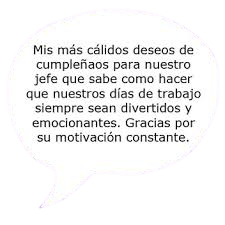 Mis más cálidos deseos de
cumpleñaos para nuestro
jefe que sabe como hacer
que nuestros días de trabajo
siempre sean divertidos y
emocionantes. Gracias por
su motivación constante.